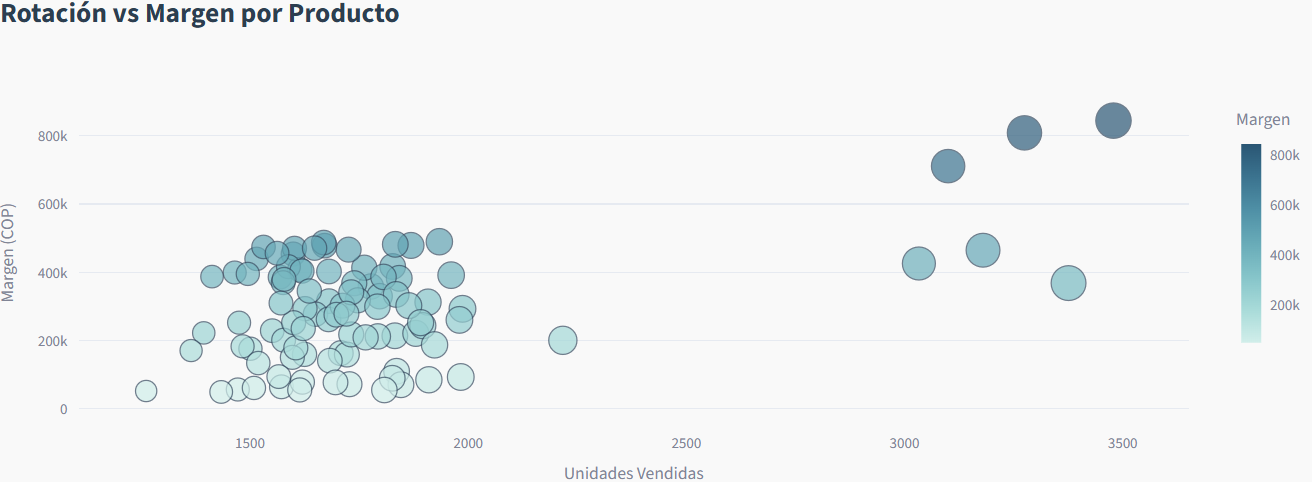 Rotación vs Margen por Producto
Margen
800k
600k
400k
200k
0
Margen (COP)
800k
600k
400k
200k
1500
2000
2500
3000
3500
Unidades Vendidas